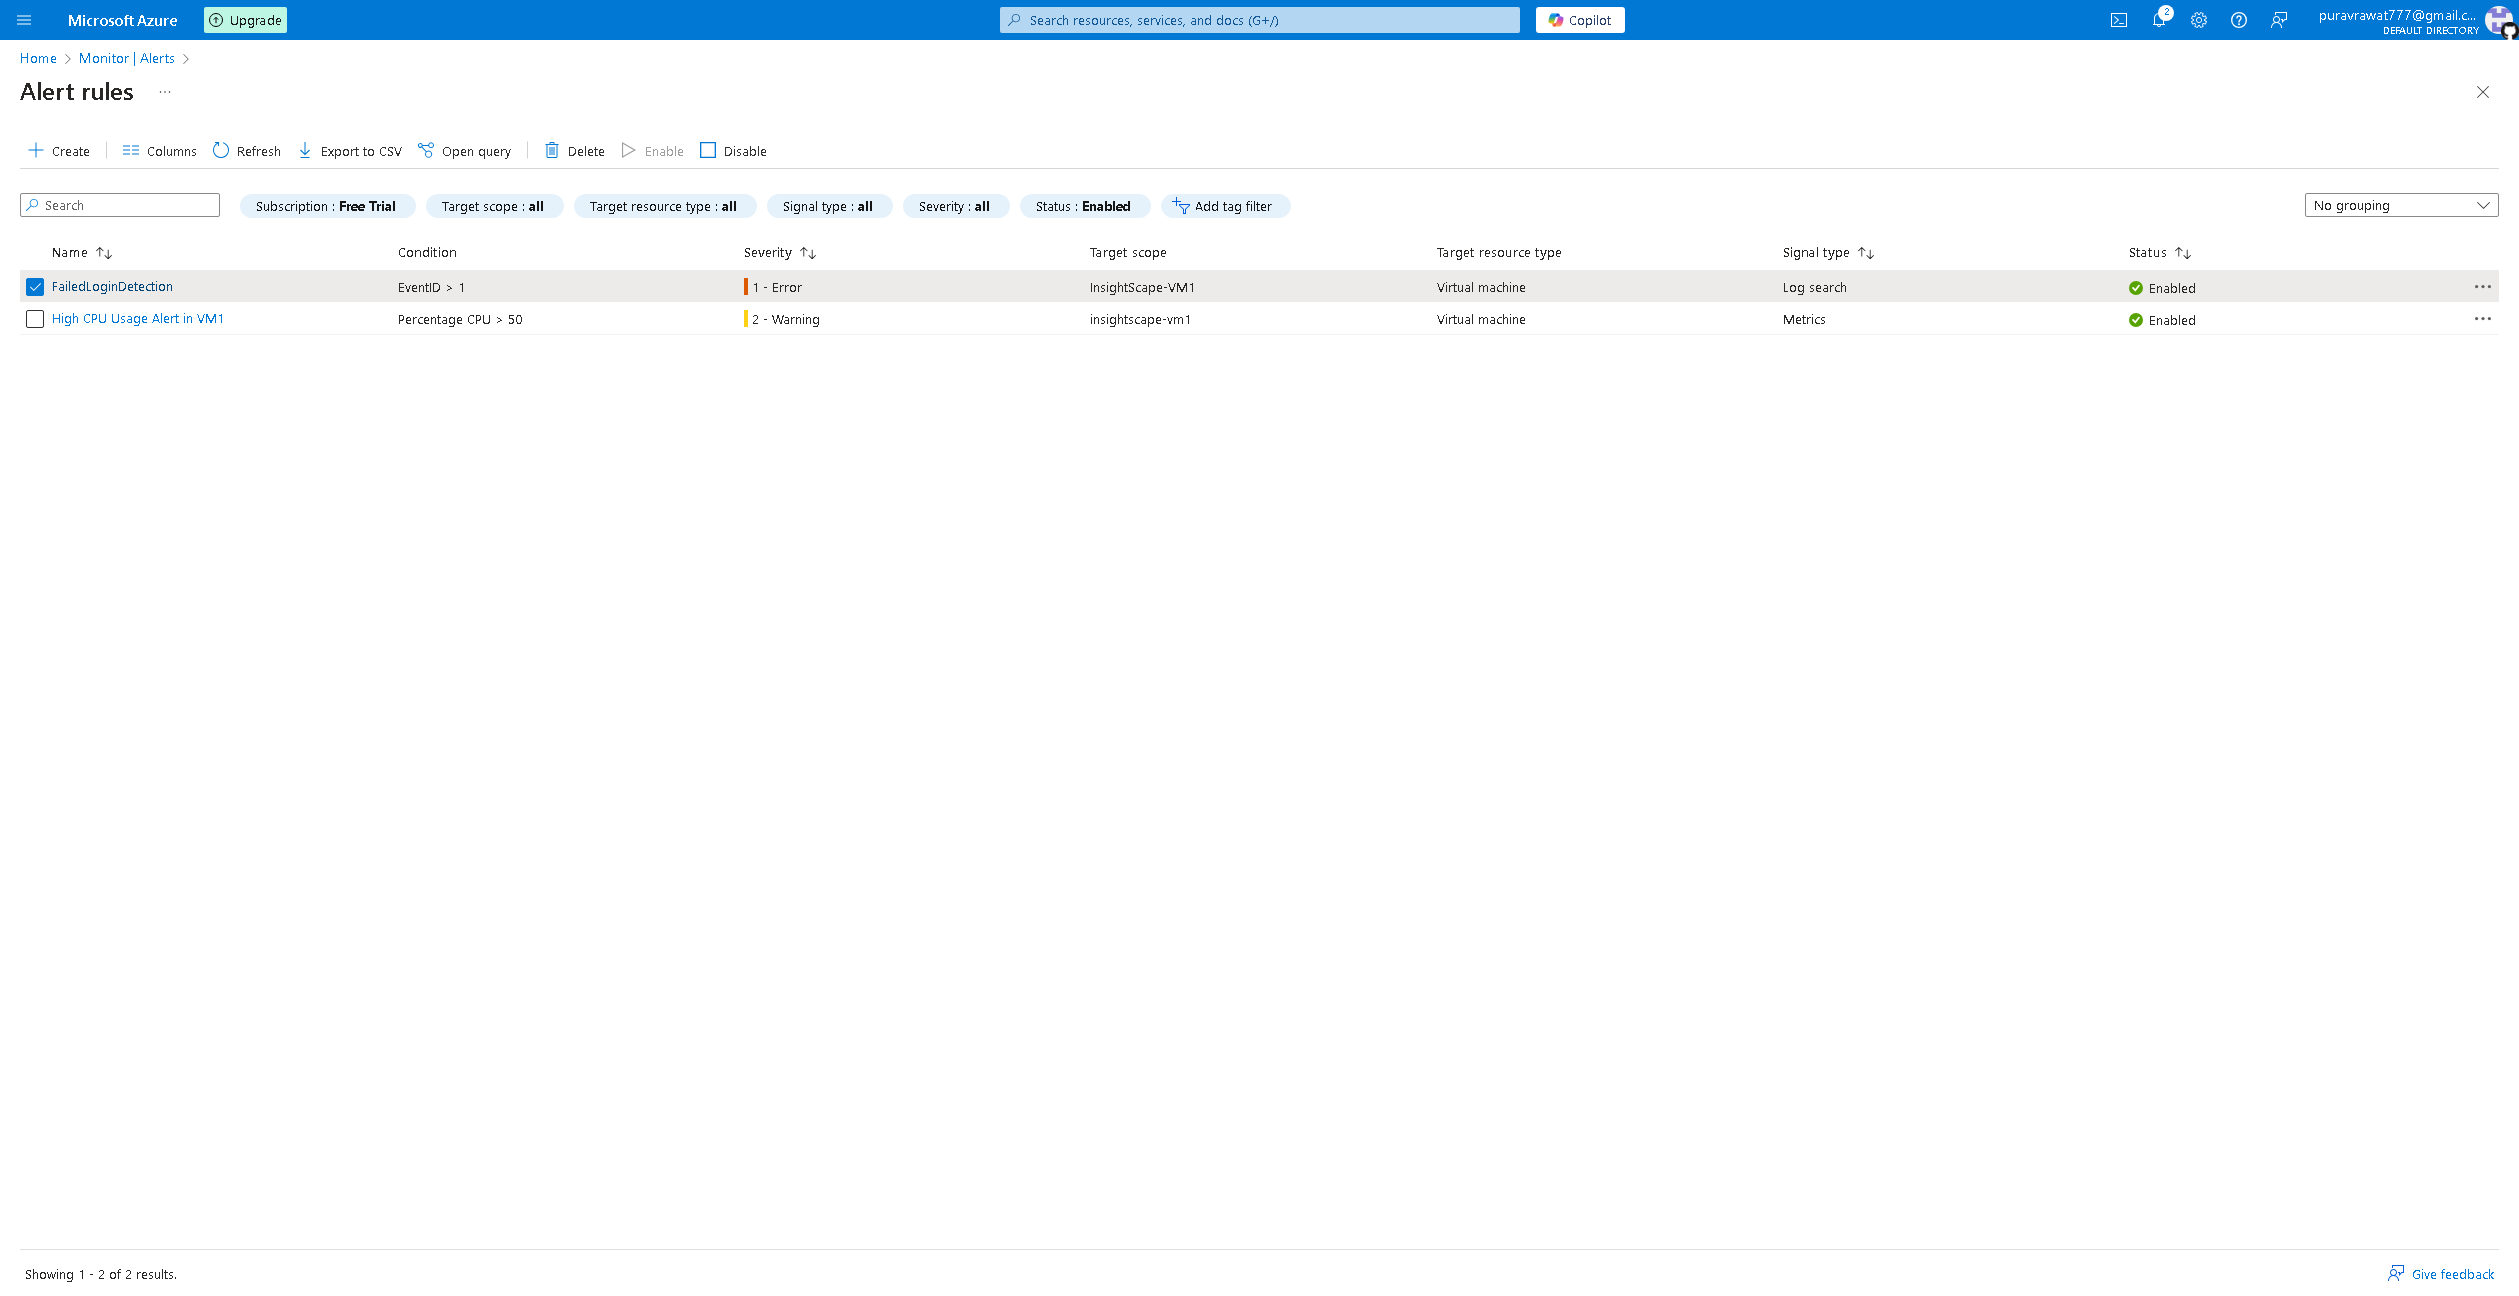 Microsoft Azure
Upgrade
Search resources, services, and docs (G+/)
Copilot
2
puravrawat777@gmail.c...
DEFAULT DIRECTORY
Home > Monitor | Alerts >
Alert rules ...
Create
Columns
Refresh
Export to CSV
Open query
Delete
Enable
Disable
Search
Subscription : Free Trial
Target scope : all
Target resource type : all
Signal type : all
Severity : all
Status : Enabled
Add tag filter
No grouping
Name ↑↓ Condition Severity ↑↓ Target scope Target resource type Signal type ↑↓ Status ↑↓
FailedLoginDetection EventID > 1 1 - Error InsightScape-VM1 Virtual machine Log search Enabled ...
High CPU Usage Alert in VM1 Percentage CPU > 50 2 - Warning insightscape-vm1 Virtual machine Metrics Enabled ...
Showing 1 - 2 of 2 results.
Give feedback